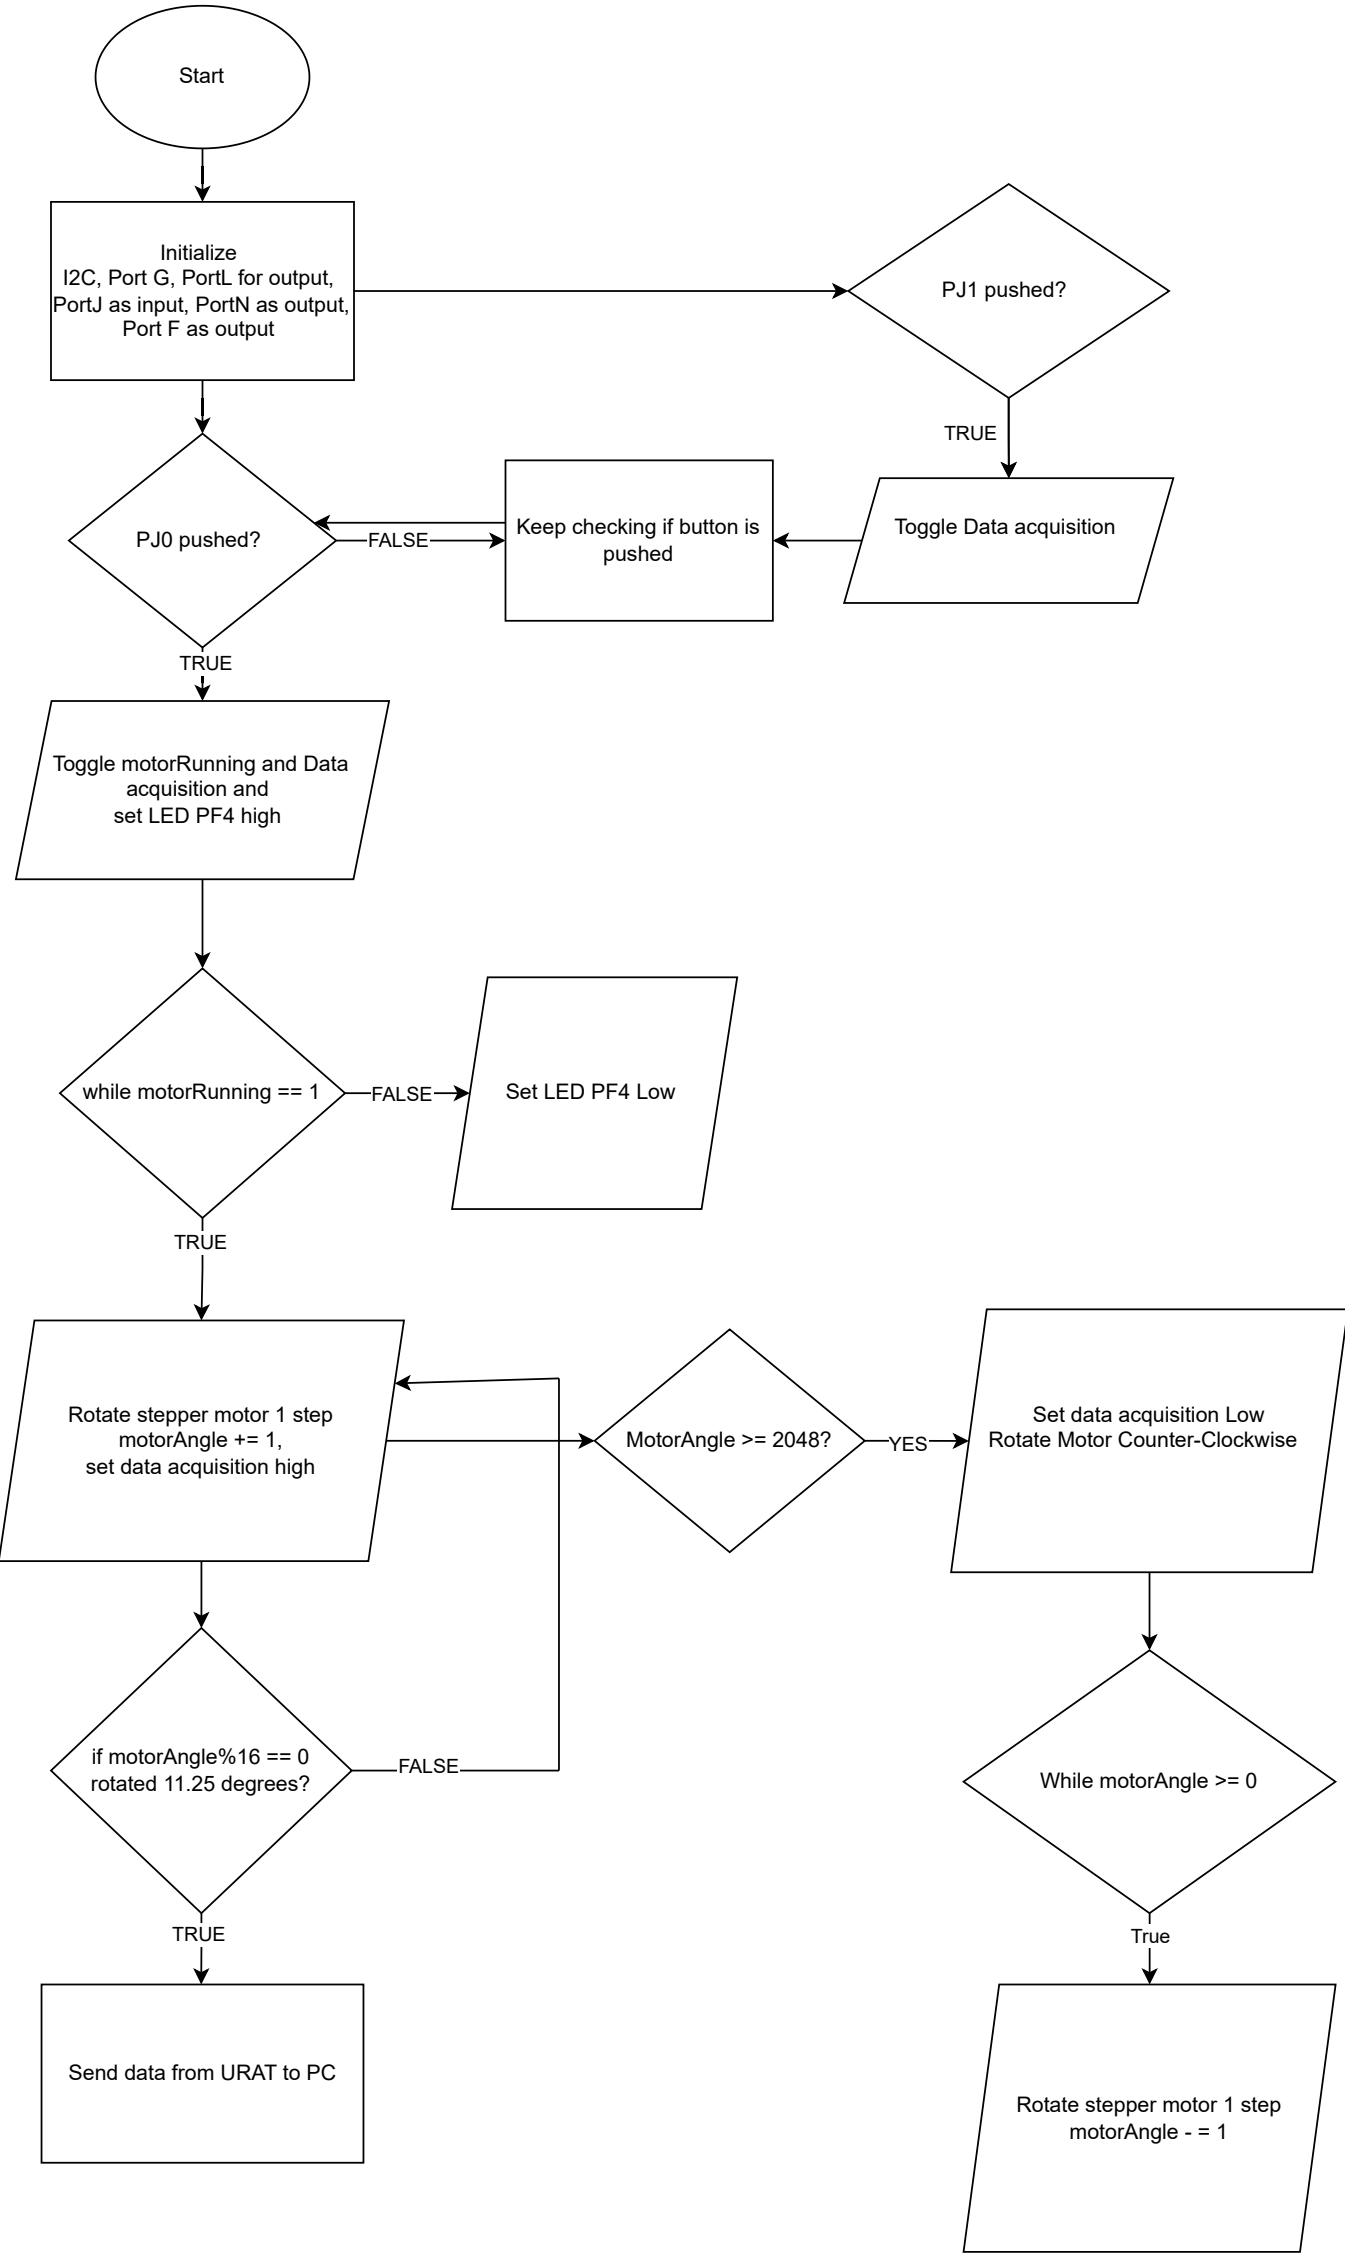 Start
Initialize
I2C, Port G, PortL for output,
PortJ as input, PortN as output,
Port F as output
PJ1 pushed?
TRUE
Toggle Data acquisition
Keep checking if button is
pushed
PJ0 pushed?
FALSE
TRUE
Toggle motorRunning and Data
acquisition and
set LED PF4 high
while motorRunning == 1
FALSE
Set LED PF4 Low
TRUE
Rotate stepper motor 1 step
motorAngle += 1,
set data acquisition high
MotorAngle >= 2048?
YES
Set data acquisition Low
Rotate Motor Counter-Clockwise
if motorAngle%16 == 0
rotated 11.25 degrees?
FALSE
While motorAngle >= 0
TRUE
True
Send data from URAT to PC
Rotate stepper motor 1 step
motorAngle - = 1